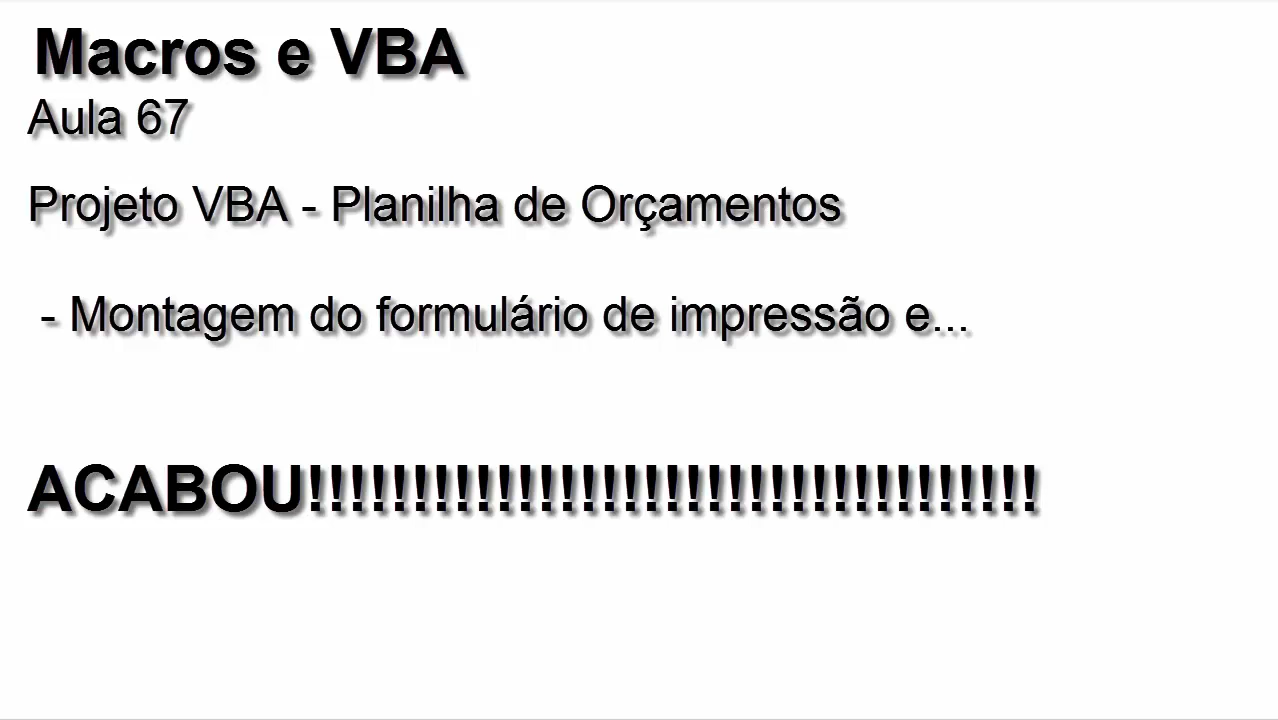 Macros e VBA
Aula 67
Projeto VBA - Planilha de Orçamentos
- Montagem do formulário de impressão e...
ACABOU!!!!!!!!!!!!!!!!!!!!!!!!!!!!!!!!!!!